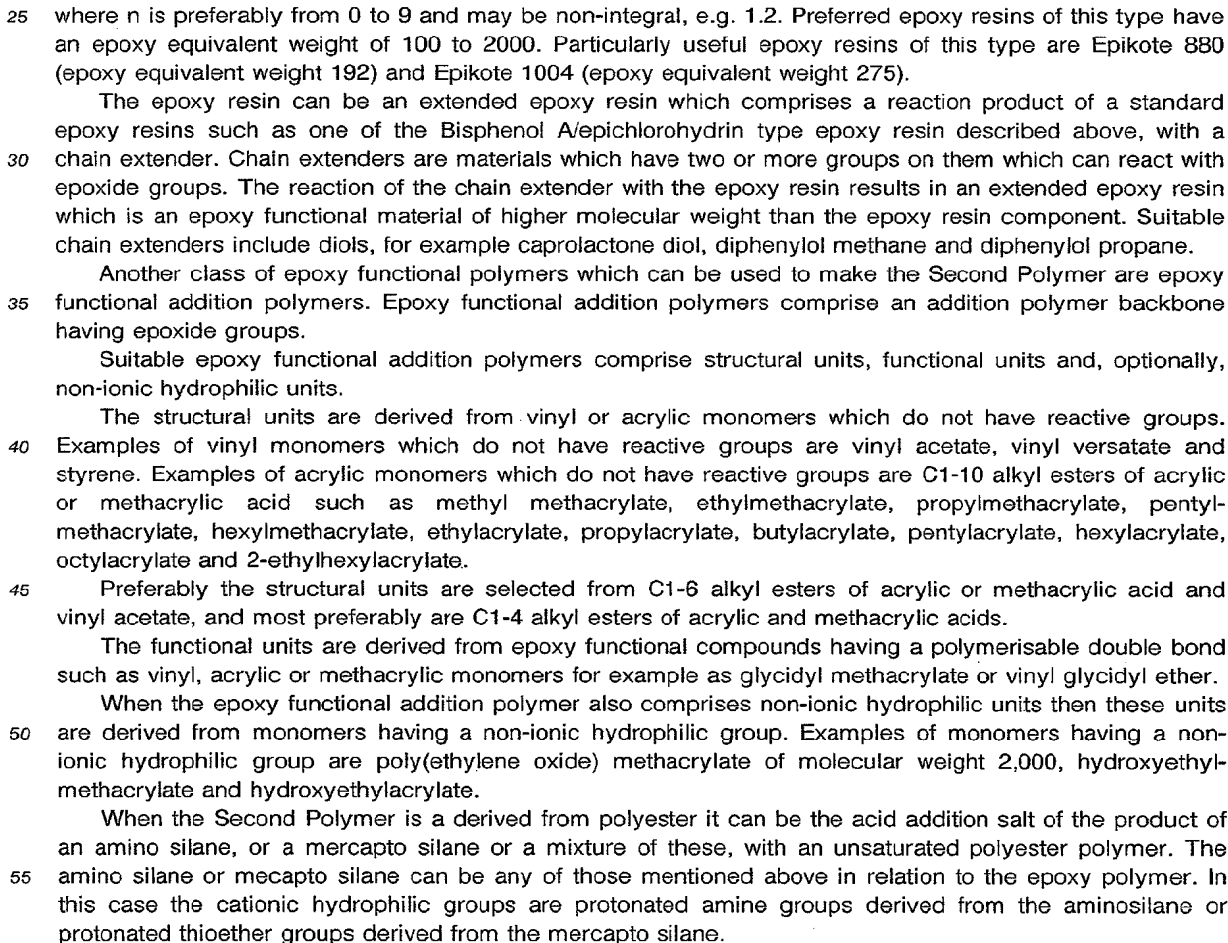 25 where n is preferably from 0 to 9 and may be non-integral, e.g. 1.2. Preferred epoxy resins of this type have
an epoxy equivalent weight of 100 to 2000. Particularly useful epoxy resins of this type are Epikote 880
(epoxy equivalent weight 192) and Epikote 1004 (epoxy equivalent weight 275).
The epoxy resin can be an extended epoxy resin which comprises a reaction product of a standard
epoxy resins such as one of the Bisphenol A/epichlorohydrin type epoxy resin described above, with a
30 chain extender. Chain extenders are materials which have two or more groups on them which can react with
epoxide groups. The reaction of the chain extender with the epoxy resin results in an extended epoxy resin
which is an epoxy functional material of higher molecular weight than the epoxy resin component. Suitable
chain extenders include diols, for example caprolactone diol, diphenylol methane and diphenylol propane.
Another class of epoxy functional polymers which can be used to make the Second Polymer are epoxy
35 functional addition polymers. Epoxy functional addition polymers comprise an addition polymer backbone
having epoxide groups.
Suitable epoxy functional addition polymers comprise structural units, functional units and, optionally,
non-ionic hydrophilic units.
The structural units are derived from vinyl or acrylic monomers which do not have reactive groups.
40 Examples of vinyl monomers which do not have reactive groups are vinyl acetate, vinyl versatate and
styrene. Examples of acrylic monomers which do not have reactive groups are C1-10 alkyl esters of acrylic
or methacrylic acid such as methyl methacrylate, ethylmethacrylate, propylmethacrylate, pentyl-
methacrylate, hexylmethacrylate, ethylacrylate, propylacrylate, butylacrylate, pentylacrylate, hexylacrylate,
octylacrylate and 2-ethylhexylacrylate.
45 Preferably the structural units are selected from C1-6 alkyl esters of acrylic or methacrylic acid and
vinyl acetate, and most preferably are C1-4 alkyl esters of acrylic and methacrylic acids.
The functional units are derived from epoxy functional compounds having a polymerisable double bond
such as vinyl, acrylic or methacrylic monomers for example as glycidyl methacrylate or vinyl glycidyl ether.
When the epoxy functional addition polymer also comprises non-ionic hydrophilic units then these units
50 are derived from monomers having a non-ionic hydrophilic group. Examples of monomers having a non-
ionic hydrophilic group are poly(ethylene oxide) methacrylate of molecular weight 2,000, hydroxyethyl-
methacrylate and hydroxyethylacrylate.
When the Second Polymer is a derived from polyester it can be the acid addition salt of the product of
an amino silane, or a mercapto silane or a mixture of these, with an unsaturated polyester polymer. The
55 amino silane or mecapto silane can be any of those mentioned above in relation to the epoxy polymer. In
this case the cationic hydrophilic groups are protonated amine groups derived from the aminosilane or
protonated thioether groups derived from the mercapto silane.